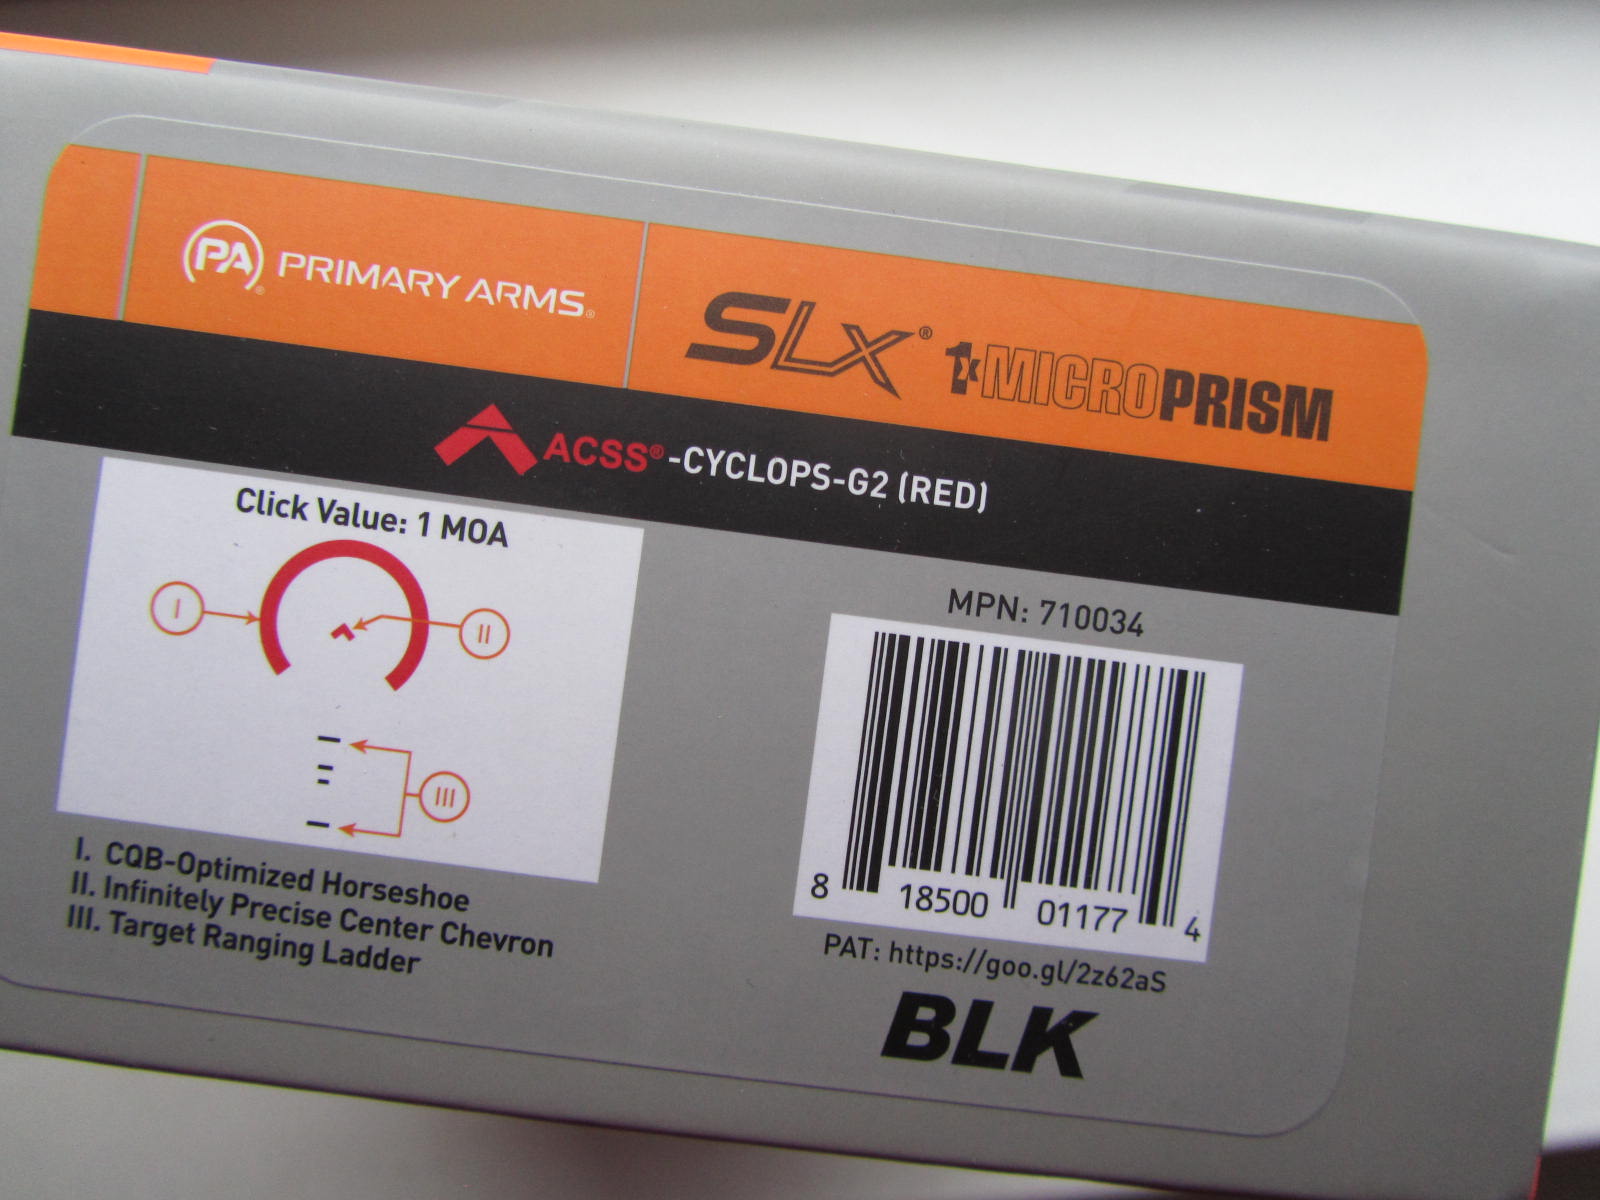 PA® PRIMARY ARMS®
SLx® 1x MICROPRISM
ACSS®-CYCLOPS-G2 (RED)
Click Value: 1 MOA
I
II
III
I. CQB-Optimized Horseshoe
II. Infinitely Precise Center Chevron
III. Target Ranging Ladder
MPN: 710034
8 18500 01177 4
PAT: https://goo.gl/2z62aS
BLK